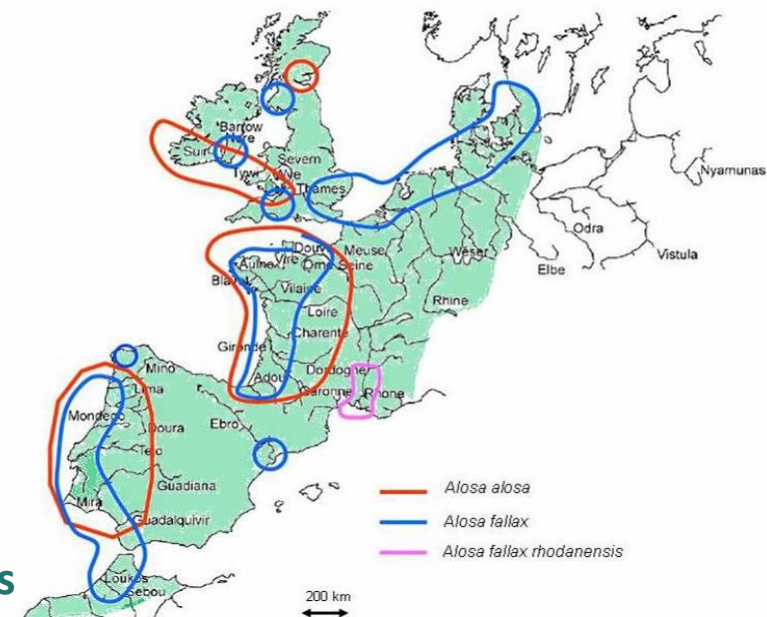 Barrow
Nore
Suir
Severn
Tywi Wye
Thames
Nyamunas
Odra
Vistula
Elbe
Weser
Meuse
Rhine
Douve
Vire
Orne Seine
Aulne
Blavet
Vilaine
Loire
Charente
Gironde
Dordogne
Adour
Garonne
Rhone
Mino
Lima
Mondego
Doura
Ebro
Tejo
Guadiana
Mira
Guadalquivir
Loukos
Sebou
Alosa alosa
Alosa fallax
Alosa fallax rhodanensis
200 km
s